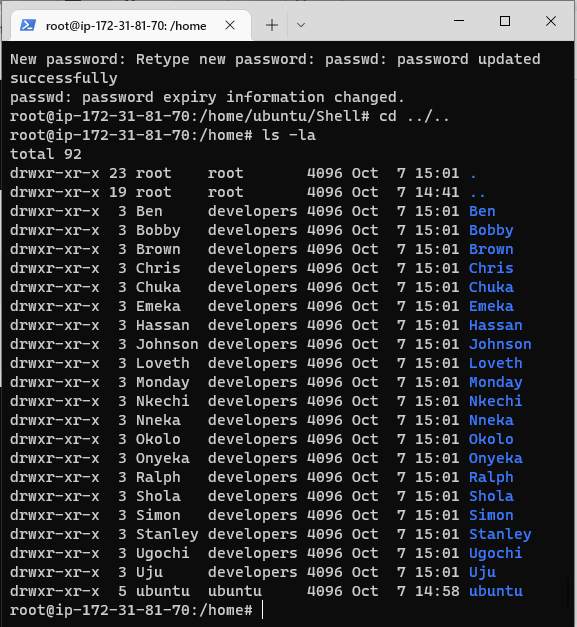 root@ip-172-31-81-70: /home
New password: Retype new password: passwd: password updated
successfully
passwd: password expiry information changed.
root@ip-172-31-81-70:/home/ubuntu/Shell# cd ../..
root@ip-172-31-81-70:/home# ls -la
total 92
drwxr-xr-x 23 root    root       4096 Oct  7 15:01 .
drwxr-xr-x 19 root    root       4096 Oct  7 14:41 ..
drwxr-xr-x  3 Ben     developers 4096 Oct  7 15:01 Ben
drwxr-xr-x  3 Bobby   developers 4096 Oct  7 15:01 Bobby
drwxr-xr-x  3 Brown   developers 4096 Oct  7 15:01 Brown
drwxr-xr-x  3 Chris   developers 4096 Oct  7 15:01 Chris
drwxr-xr-x  3 Chuka   developers 4096 Oct  7 15:01 Chuka
drwxr-xr-x  3 Emeka   developers 4096 Oct  7 15:01 Emeka
drwxr-xr-x  3 Hassan  developers 4096 Oct  7 15:01 Hassan
drwxr-xr-x  3 Johnson developers 4096 Oct  7 15:01 Johnson
drwxr-xr-x  3 Loveth  developers 4096 Oct  7 15:01 Loveth
drwxr-xr-x  3 Monday  developers 4096 Oct  7 15:01 Monday
drwxr-xr-x  3 Nkechi  developers 4096 Oct  7 15:01 Nkechi
drwxr-xr-x  3 Nneka   developers 4096 Oct  7 15:01 Nneka
drwxr-xr-x  3 Okolo   developers 4096 Oct  7 15:01 Okolo
drwxr-xr-x  3 Onyeka  developers 4096 Oct  7 15:01 Onyeka
drwxr-xr-x  3 Ralph   developers 4096 Oct  7 15:01 Ralph
drwxr-xr-x  3 Shola   developers 4096 Oct  7 15:01 Shola
drwxr-xr-x  3 Simon   developers 4096 Oct  7 15:01 Simon
drwxr-xr-x  3 Stanley developers 4096 Oct  7 15:01 Stanley
drwxr-xr-x  3 Ugochi  developers 4096 Oct  7 15:01 Ugochi
drwxr-xr-x  3 Uju     developers 4096 Oct  7 15:01 Uju
drwxr-xr-x  5 ubuntu  ubuntu     4096 Oct  7 14:58 ubuntu
root@ip-172-31-81-70:/home#